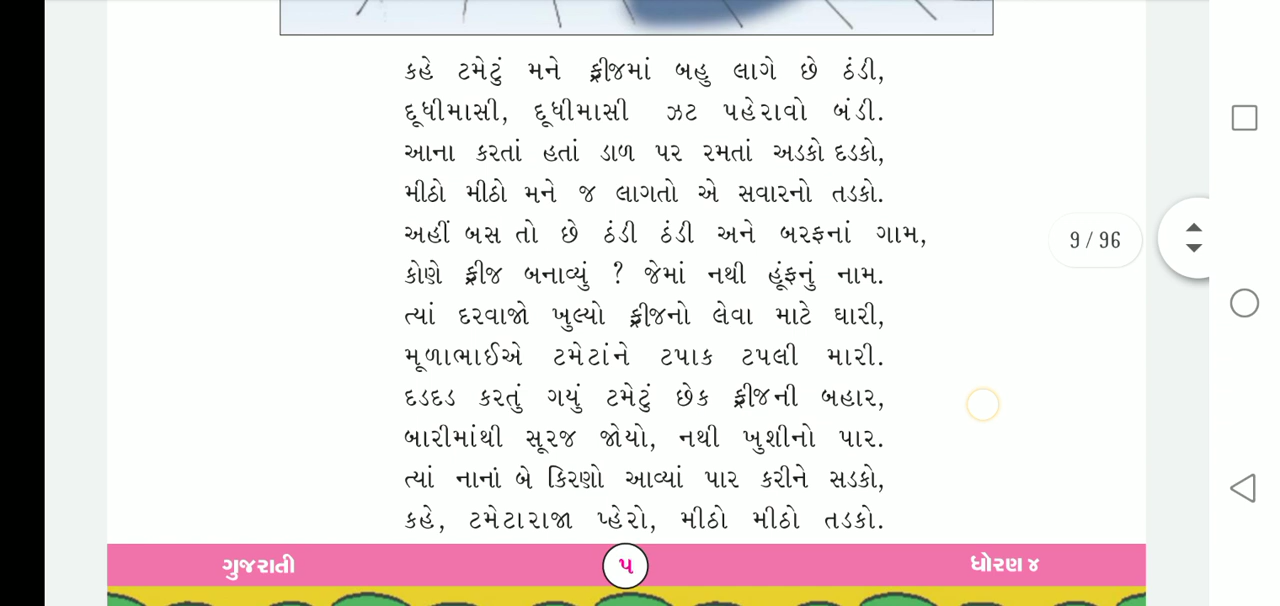 કહે ટમેટું મને ફ્રીજમાં બહુ લાગે છે ઠંડી,
દૂધીમાસી, દૂધીમાસી ઝટ પહેરાવો બંડી.
આના કરતાં હતાં ડાળ પર રમતાં અડકો દડકો,
મીઠો મીઠો મને જ લાગતો એ સવારનો તડકો.
અહીં બસ તો છે ઠંડી ઠંડી અને બરફનાં ગામ,
9 / 96
કોણે ફ્રીજ બનાવ્યું ? જેમાં નથી હૂંફનું નામ.
ત્યાં દરવાજો ખુલ્યો ફ્રીજનો લેવા માટે ઘારી,
મૂળાભાઈએ ટમેટાંને ટપાક ટપલી મારી.
દડદડ કરતું ગયું ટમેટું છેક ફ્રીજની બહાર,
બારીમાંથી સૂરજ જોયો, નથી ખુશીનો પાર.
ત્યાં નાનાં બે કિરણો આવ્યાં પાર કરીને સડકો,
કહે, ટમેટારાજા પ્હેરો, મીઠો મીઠો તડકો.
ગુજરાતી ૫ ધોરણ ૪